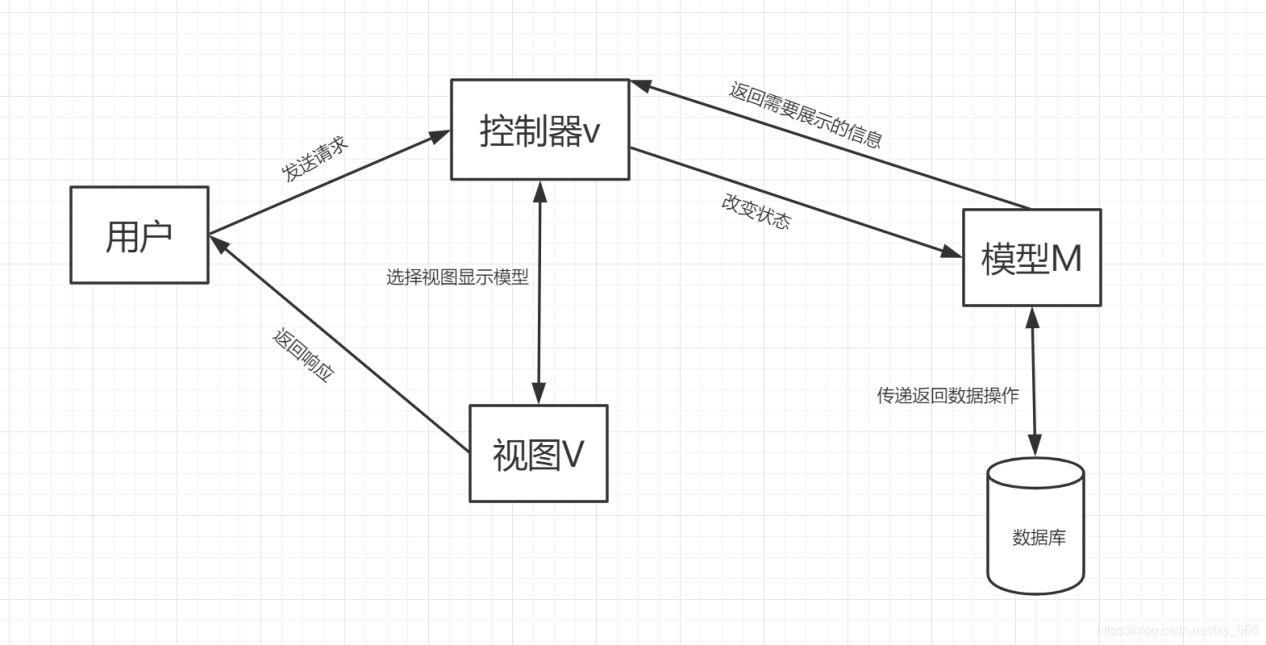 控制器v
返回需要展示的信息
发送请求
改变状态
用户
模型M
选择视图显示模型
返回响应
传递返回数据操作
视图V
数据库
https://blog.csdn.net/lsy_666